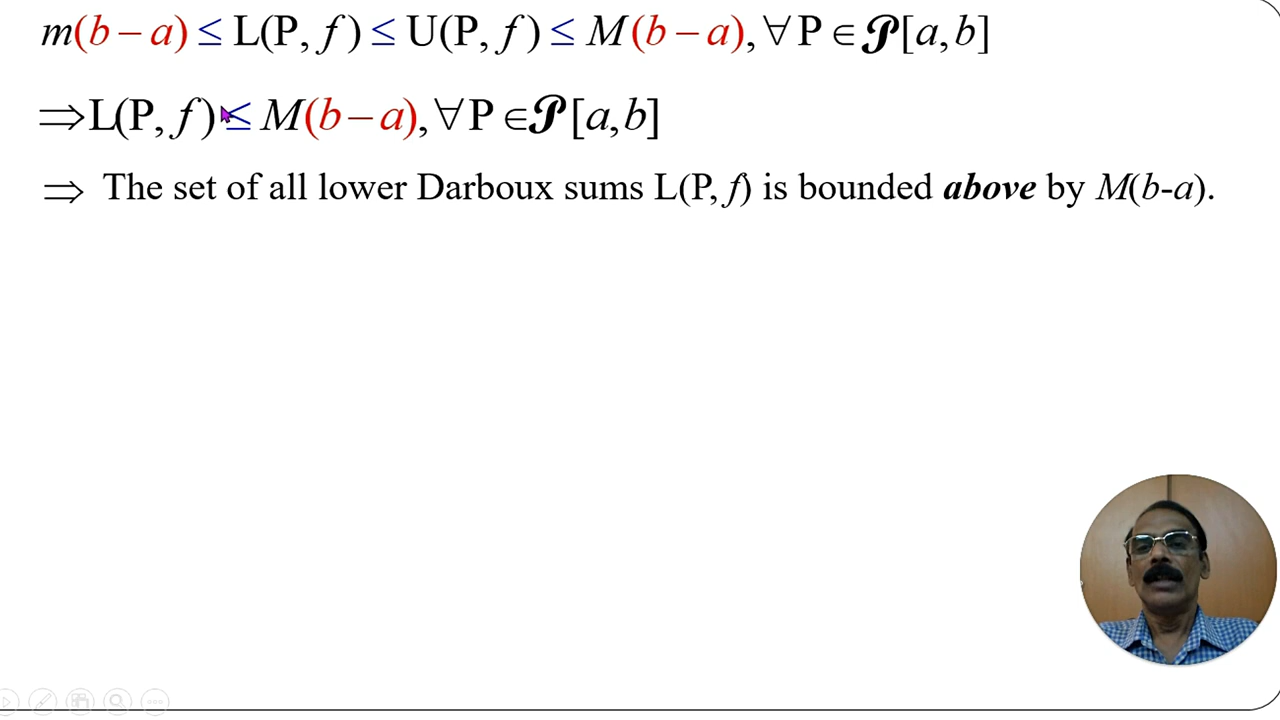 m(b − a) ≤ L(P, f) ≤ U(P, f) ≤ M(b − a), ∀ P ∈ 𝓟[a, b]
⇒ L(P, f) ≤ M(b − a), ∀ P ∈ 𝓟[a, b]
⇒ The set of all lower Darboux sums L(P, f) is bounded above by M(b-a).